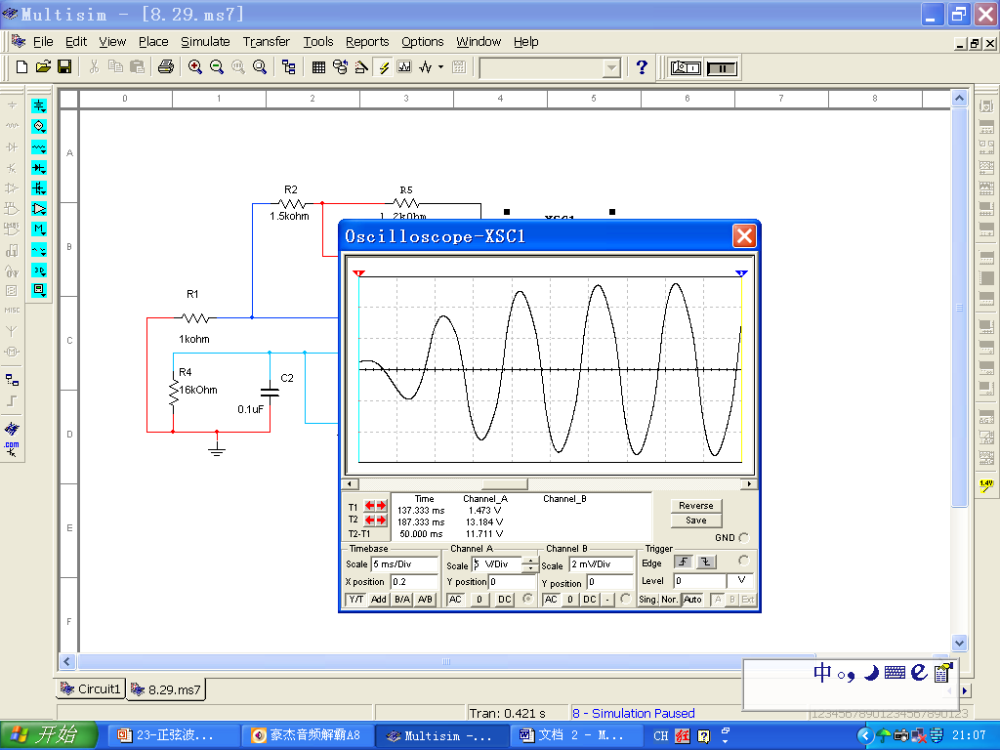 Multisim - [8.29.ms7]
File Edit View Place Simulate Transfer Tools Reports Options Window Help
0 1 2 3 4 5 6 7 8
A
B
C
D
E
F
R2
1.5kohm
R5
1.2kOhm
XSC1
R1
1kohm
R4
16kOhm
C2
0.1uF
MISC
.com
1.4V
Oscilloscope-XSC1
1 2
Time Channel_A Channel_B
T1 137.333 ms 1.473 V
T2 187.333 ms 13.184 V
T2-T1 50.000 ms 11.711 V
Reverse
Save
GND
Timebase
Scale 5 ms/Div
X position 0.2
Y/T Add B/A A/B
Channel A
Scale 5 V/Div
Y position 0
AC 0 DC
Channel B
Scale 2 mV/Div
Y position 0
AC 0 DC -
Trigger
Edge
Level 0 V
Sing. Nor. Auto A B Ext
Circuit1 8.29.ms7
Tran: 0.421 s 8 - Simulation Paused
中
开始 23-正弦波... 豪杰音频解霸A8 Multisim -... 文档 2 - M... CH 21:07